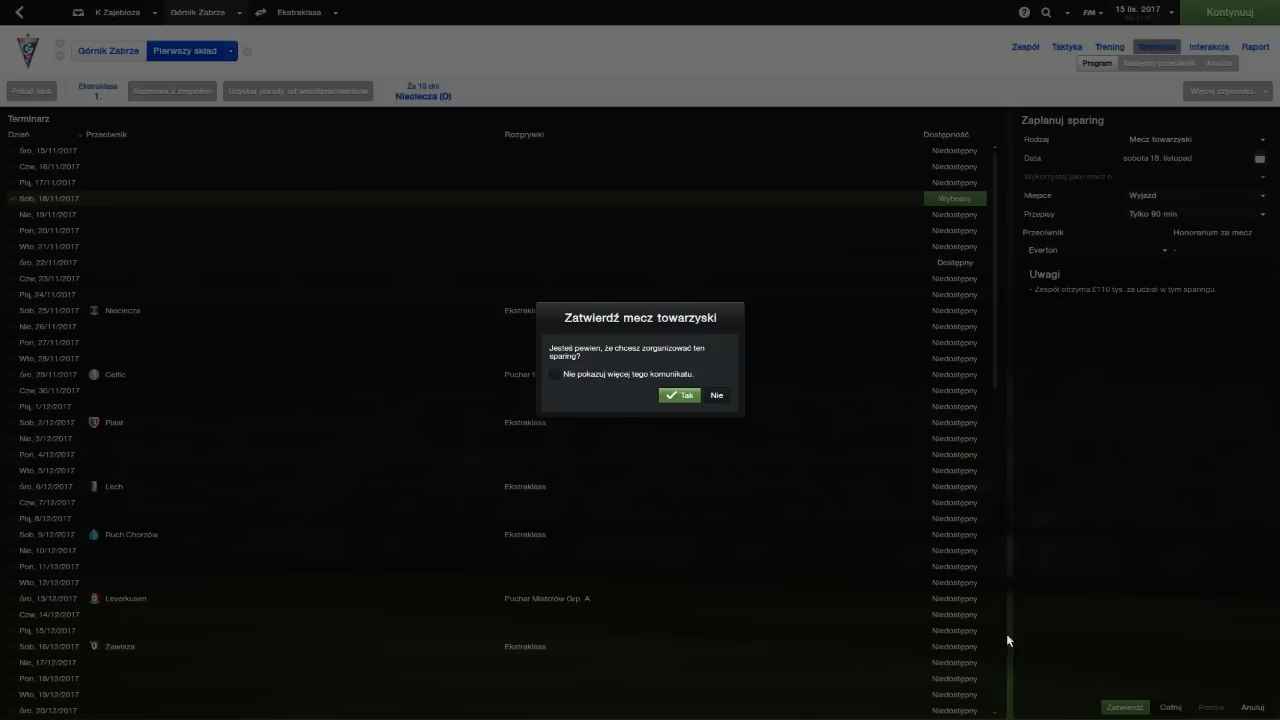 K Zajebioza
Górnik Zabrze
Ekstraklasa
FM
15 lis. 2017
Kontynuuj
Górnik Zabrze
Pierwszy skład
Zespół
Taktyka
Trening
Terminarz
Interakcja
Raport
Program
Następny przeciwnik
Pokaż klub
Ekstraklasa
1.
Rozmowa z zespołem
Uzyskaj porady od współpracowników
Za 10 dni
Nieciecza (D)
Więcej czynności...
Terminarz
Dzień Przeciwnik Rozgrywki Dostępność
Śro, 15/11/2017 Niedostępny
Czw, 16/11/2017 Niedostępny
Pią, 17/11/2017 Niedostępny
Sob, 18/11/2017 Wybrany
Nie, 19/11/2017 Niedostępny
Pon, 20/11/2017 Niedostępny
Wto, 21/11/2017 Niedostępny
Śro, 22/11/2017 Dostępny
Czw, 23/11/2017 Niedostępny
Pią, 24/11/2017 Niedostępny
Sob, 25/11/2017 Nieciecza Ekstrakl Niedostępny
Nie, 26/11/2017 Niedostępny
Pon, 27/11/2017 Niedostępny
Wto, 28/11/2017 Niedostępny
Śro, 29/11/2017 Celtic Puchar M Niedostępny
Czw, 30/11/2017 Niedostępny
Pią, 1/12/2017 Niedostępny
Sob, 2/12/2017 Piast Ekstraklasa Niedostępny
Nie, 3/12/2017 Niedostępny
Pon, 4/12/2017 Niedostępny
Wto, 5/12/2017 Niedostępny
Śro, 6/12/2017 Lech Ekstraklasa Niedostępny
Czw, 7/12/2017 Niedostępny
Pią, 8/12/2017 Niedostępny
Sob, 9/12/2017 Ruch Chorzów Ekstraklasa Niedostępny
Nie, 10/12/2017 Niedostępny
Pon, 11/12/2017 Niedostępny
Wto, 12/12/2017 Niedostępny
Śro, 13/12/2017 Leverkusen Puchar Mistrzów Grp A Niedostępny
Czw, 14/12/2017 Niedostępny
Pią, 15/12/2017 Niedostępny
Sob, 16/12/2017 Zawisza Ekstraklasa Niedostępny
Nie, 17/12/2017 Niedostępny
Pon, 18/12/2017 Niedostępny
Wto, 19/12/2017 Niedostępny
Śro, 20/12/2017 Niedostępny
Zatwierdź mecz towarzyski
Jesteś pewien, że chcesz zorganizować ten
sparing?
Nie pokazuj więcej tego komunikatu.
Tak
Nie
Zaplanuj sparing
Rodzaj Mecz towarzyski
Data sobota 18. listopad
Wykorzystaj jako mecz o
Miejsce Wyjazd
Przepisy Tylko 90 min
Przeciwnik Honorarium za mecz
Everton -
Uwagi
- Zespół otrzyma £110 tys. za udział w tym sparingu.
Zatwierdź Cofnij Ponów Anuluj